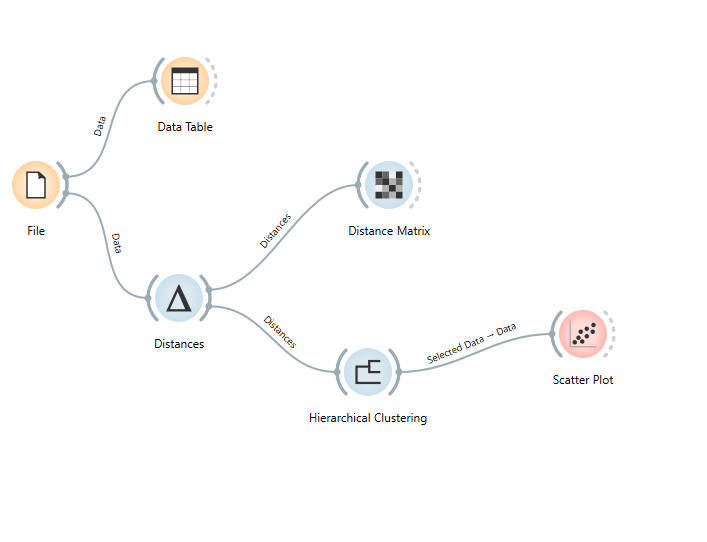 Data Table
Data
File
Data
Distances
Distance Matrix
Distances
Distances
Hierarchical Clustering
Selected Data → Data
Scatter Plot